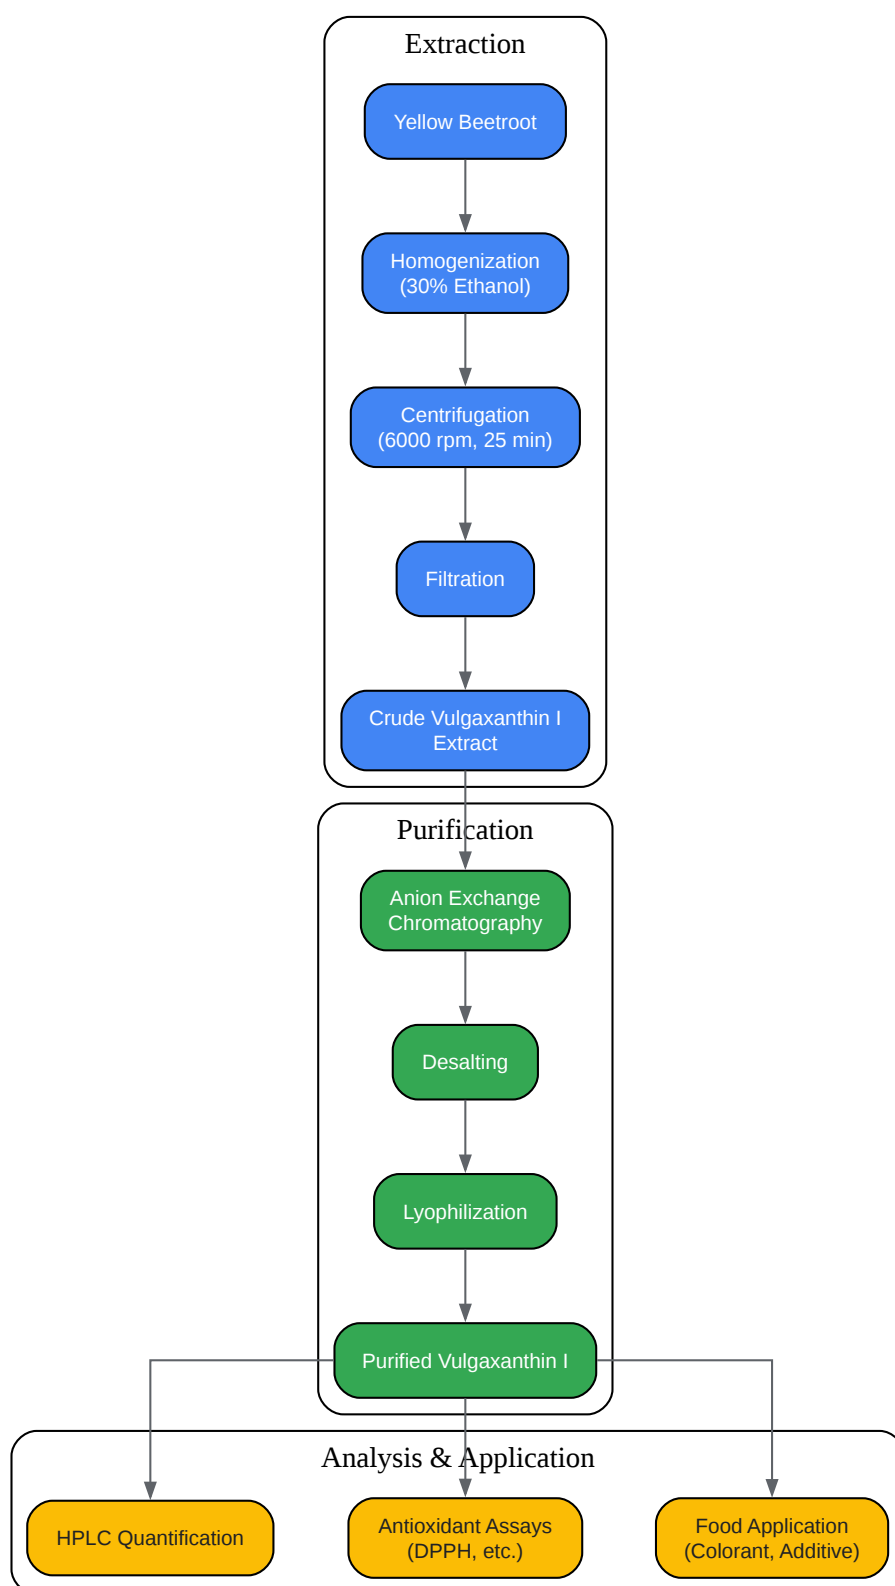 Extraction
Yellow Beetroot
Homogenization
(30% Ethanol)
Centrifugation
(6000 rpm, 25 min)
Filtration
Crude Vulgaxanthin I
Extract
Purification
Anion Exchange
Chromatography
Desalting
Lyophilization
Purified Vulgaxanthin I
Analysis & Application
HPLC Quantification
Antioxidant Assays
(DPPH, etc.)
Food Application
(Colorant, Additive)